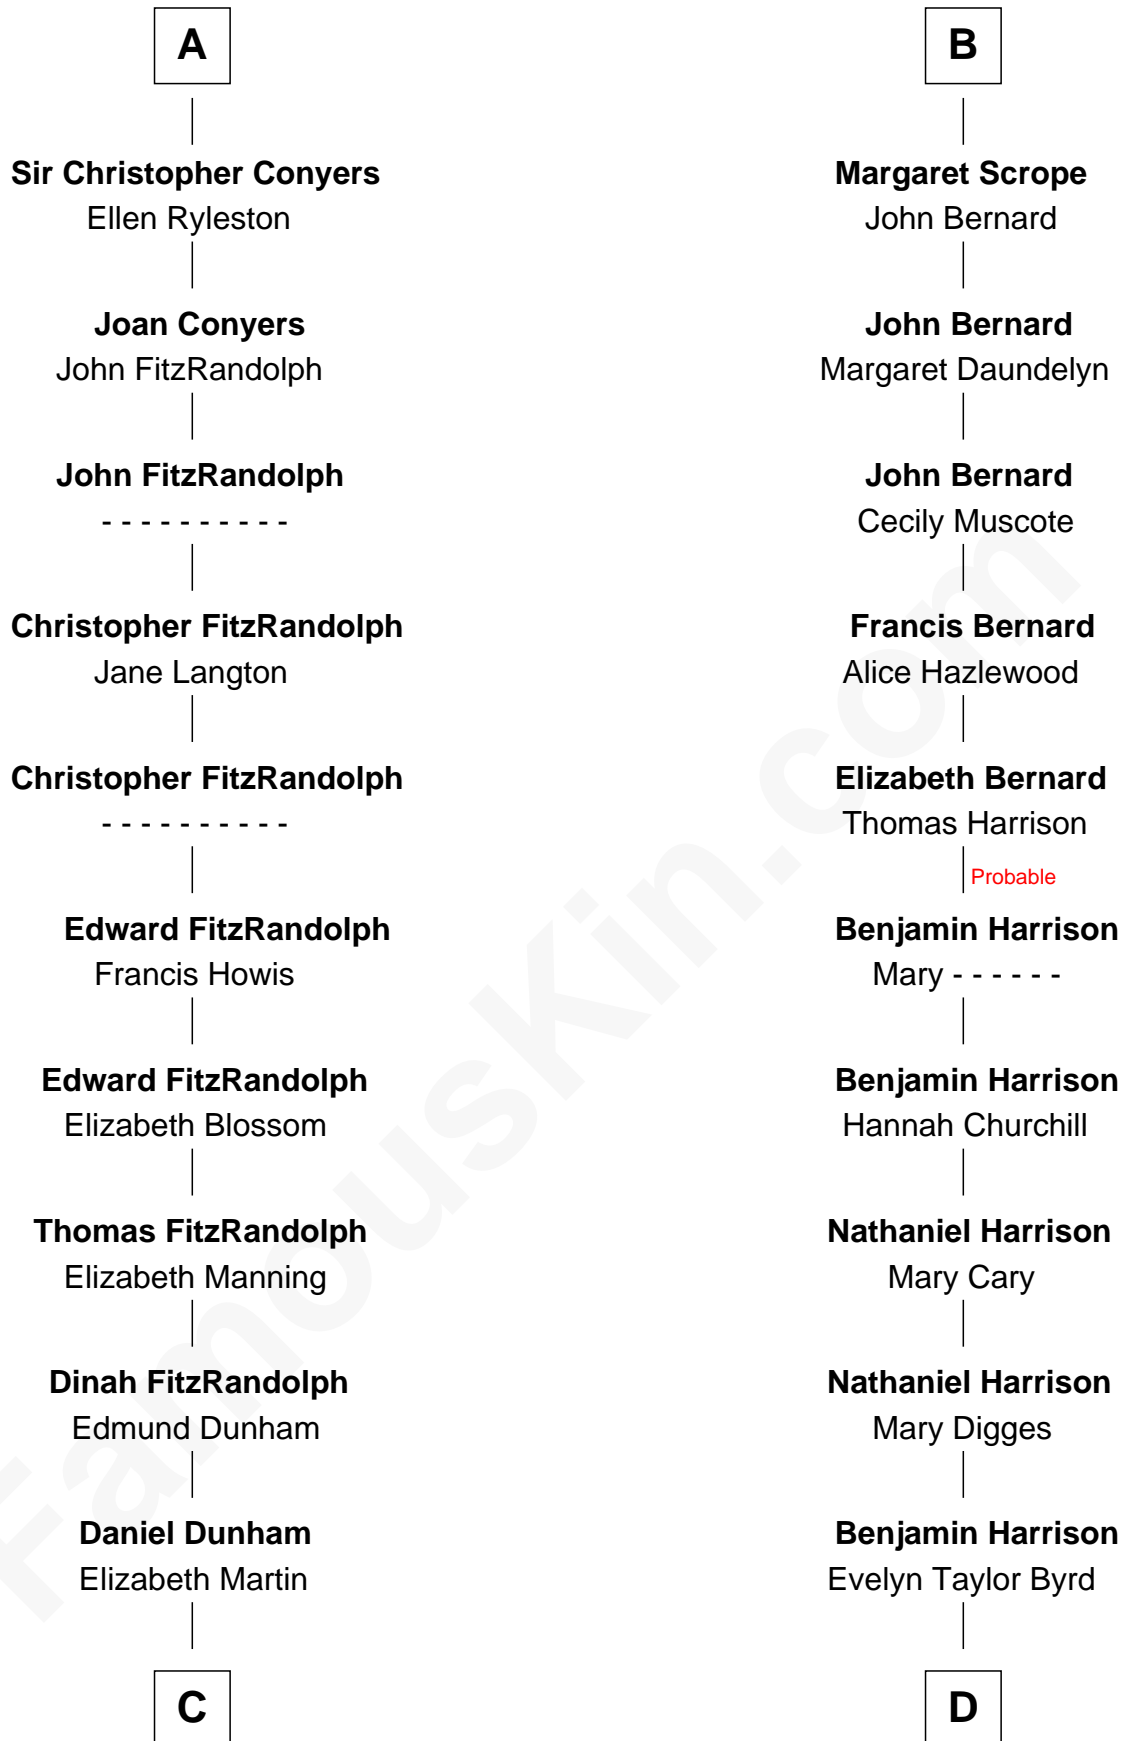 A
Sir Christopher Conyers
Ellen Ryleston
Joan Conyers
John FitzRandolph
John FitzRandolph
- - - - - - - - - -
Christopher FitzRandolph
Jane Langton
Christopher FitzRandolph
- - - - - - - - - -
Edward FitzRandolph
Francis Howis
Edward FitzRandolph
Elizabeth Blossom
Thomas FitzRandolph
Elizabeth Manning
Dinah FitzRandolph
Edmund Dunham
Daniel Dunham
Elizabeth Martin
C
B
Margaret Scrope
John Bernard
John Bernard
Margaret Daundelyn
John Bernard
Cecily Muscote
Francis Bernard
Alice Hazlewood
Elizabeth Bernard
Thomas Harrison
Probable
Benjamin Harrison
Mary - - - - - -
Benjamin Harrison
Hannah Churchill
Nathaniel Harrison
Mary Cary
Nathaniel Harrison
Mary Digges
Benjamin Harrison
Evelyn Taylor Byrd
D
FamousKin.com